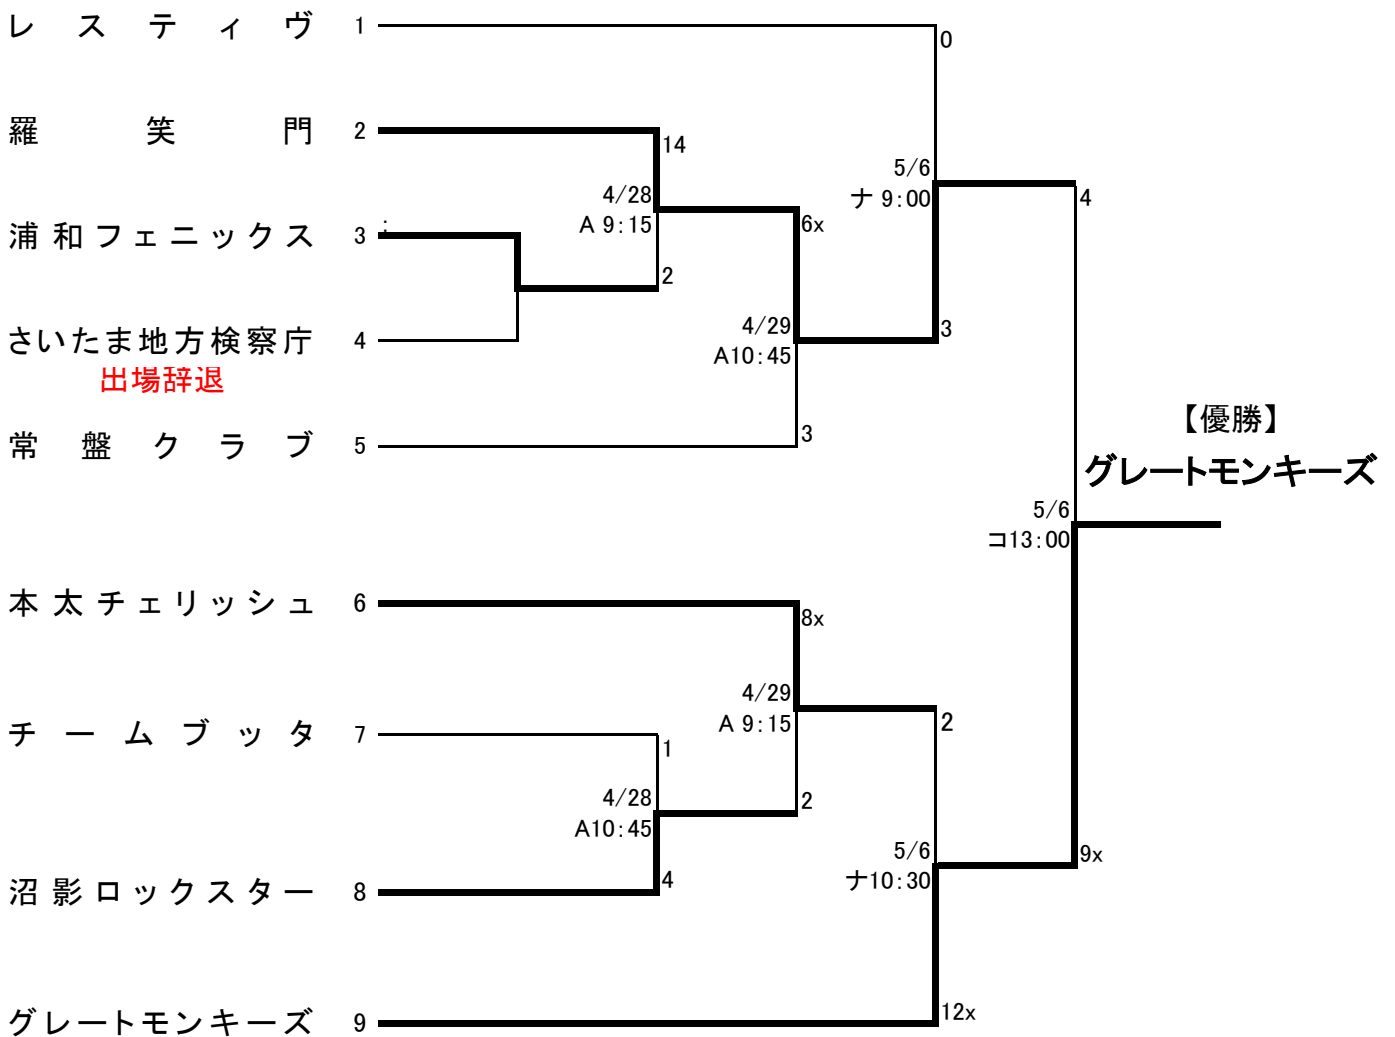 レスティヴ 1
0
羅笑門 2
14
5/6
ナ 9:00
4/28
A 9:15
4
6x
浦和フェニックス 3
2
4/29
A10:45
3
さいたま地方検察庁 4
出場辞退
【優勝】
グレートモンキーズ
3
常盤クラブ 5
5/6
コ13:00
本太チェリッシュ 6
8x
4/29
A 9:15
2
チームブッタ 7
1
4/28
A10:45
2
5/6
ナ10:30
9x
沼影ロックスター 8
4
12x
グレートモンキーズ 9